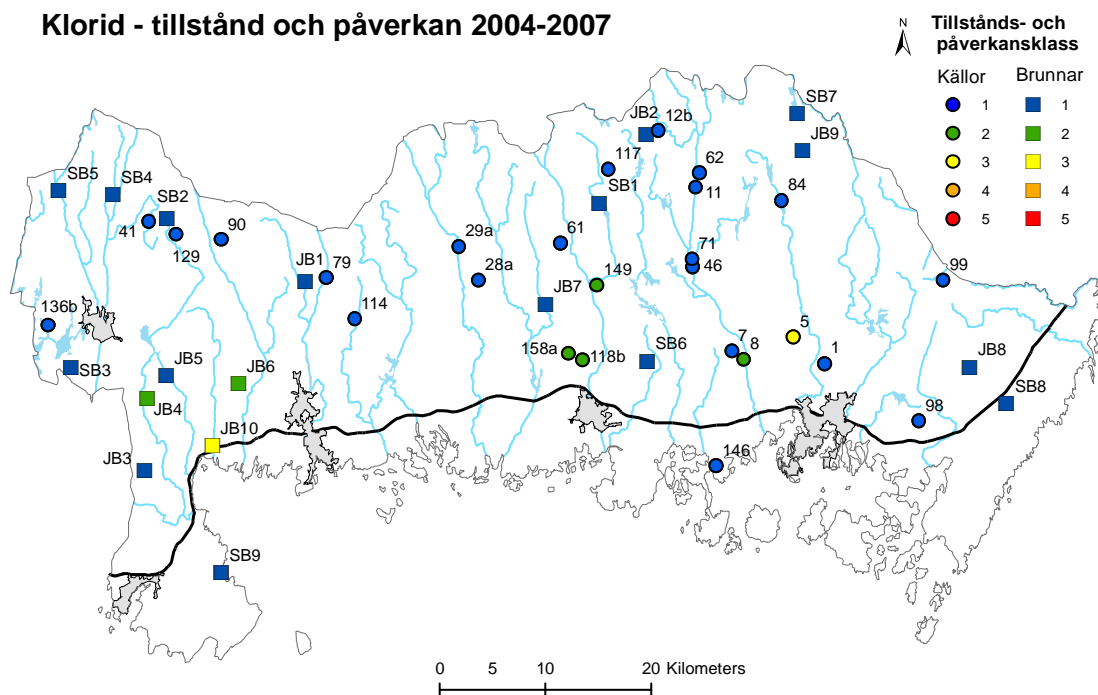 Klorid - tillstånd och påverkan 2004-2007
N
Tillstånds- och
påverkansklass
Källor Brunnar
1 1
2 2
3 3
4 4
5 5
SB7
JB2 12b
JB9
117 62
SB5 SB4 SB1 11 84
SB2
41 90
129
29a 61
71
JB1 79 28a 149 46 99
JB7
136b 114
5
158a 118b SB6 7 8 1
SB3 JB5 JB6 JB8
JB4 SB8
98
JB10
JB3 146
SB9
0 5 10 20 Kilometers